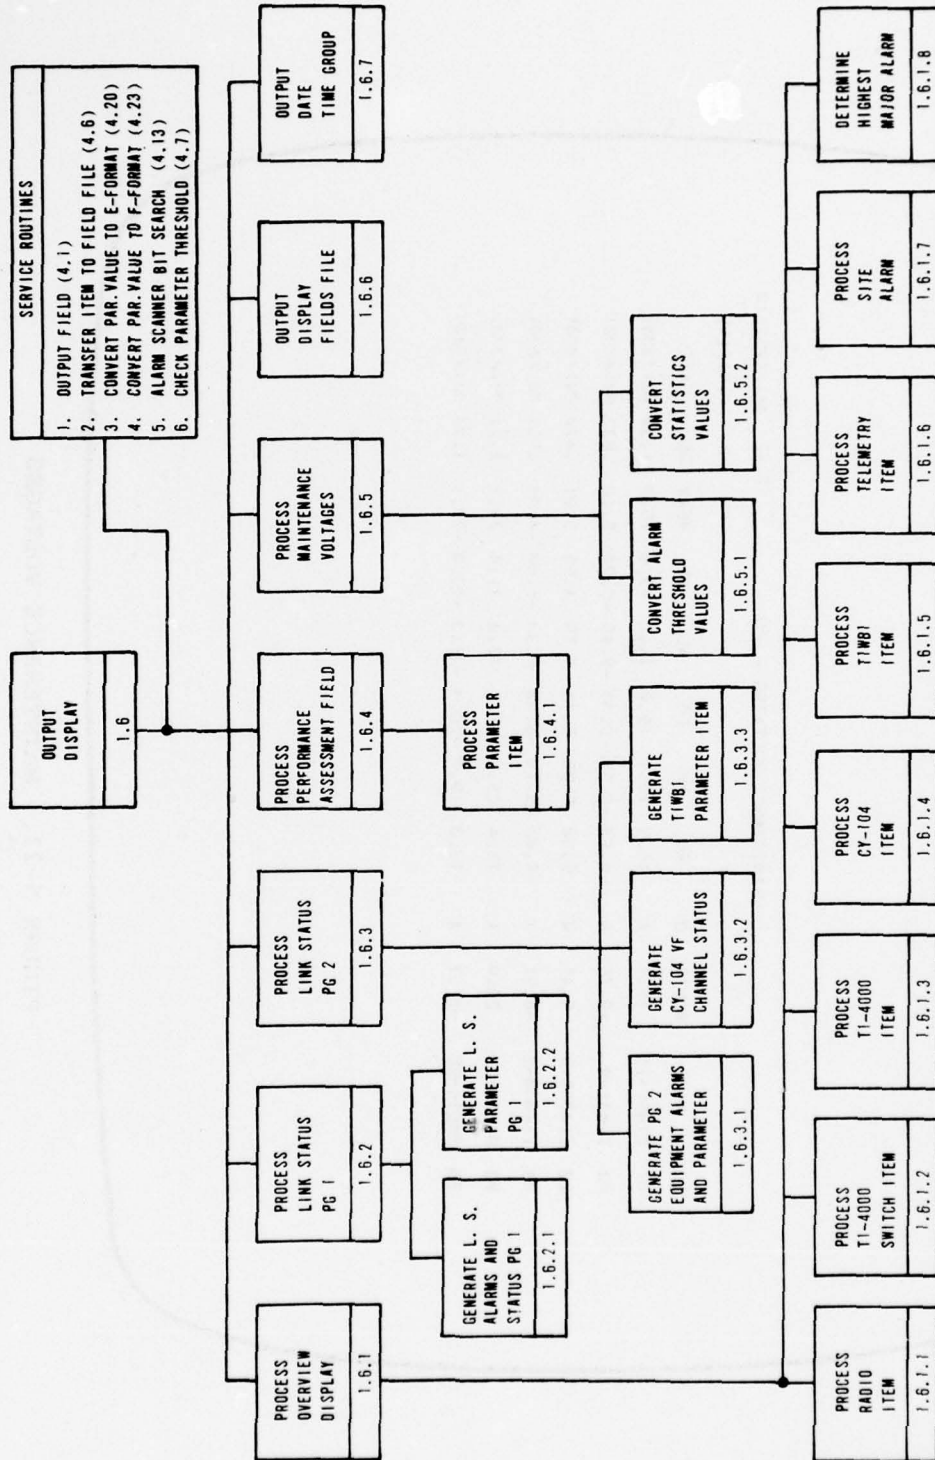 OUTPUT
DISPLAY
1.6
SERVICE ROUTINES
1. OUTPUT FIELD (4.1)
2. TRANSFER ITEM TO FIELD FILE (4.6)
3. CONVERT PAR.VALUE TO E-FORMAT (4.20)
4. CONVERT PAR.VALUE TO F-FORMAT (4.23)
5. ALARM SCANNER BIT SEARCH (4.13)
6. CHECK PARAMETER THRESHOLD (4.7)
PROCESS
OVERVIEW
DISPLAY
1.6.1
PROCESS
LINK STATUS
PG 1
1.6.2
PROCESS
LINK STATUS
PG 2
1.6.3
PROCESS
PERFORMANCE
ASSESSMENT FIELD
1.6.4
PROCESS
MAINTENANCE
VOLTAGES
1.6.5
OUTPUT
DISPLAY
FIELDS FILE
1.6.6
OUTPUT
DATE
TIME GROUP
1.6.7
GENERATE L. S.
ALARMS AND
STATUS PG 1
1.6.2.1
GENERATE L. S.
PARAMETER
PG 1
1.6.2.2
PROCESS
PARAMETER
ITEM
1.6.4.1
GENERATE PG 2
EQUIPMENT ALARMS
AND PARAMETER
1.6.3.1
GENERATE
CY-104 VF
CHANNEL STATUS
1.6.3.2
GENERATE
T1WB1
PARAMETER ITEM
1.6.3.3
CONVERT ALARM
THRESHOLD
VALUES
1.6.5.1
CONVERT
STATISTICS
VALUES
1.6.5.2
PROCESS
RADIO
ITEM
1.6.1.1
PROCESS
T1-4000
SWITCH ITEM
1.6.1.2
PROCESS
T1-4000
ITEM
1.6.1.3
PROCESS
CY-104
ITEM
1.6.1.4
PROCESS
T1WB1
ITEM
1.6.1.5
PROCESS
TELEMETRY
ITEM
1.6.1.6
PROCESS
SITE
ALARM
1.6.1.7
DETERMINE
HIGHEST
MAJOR ALARM
1.6.1.8